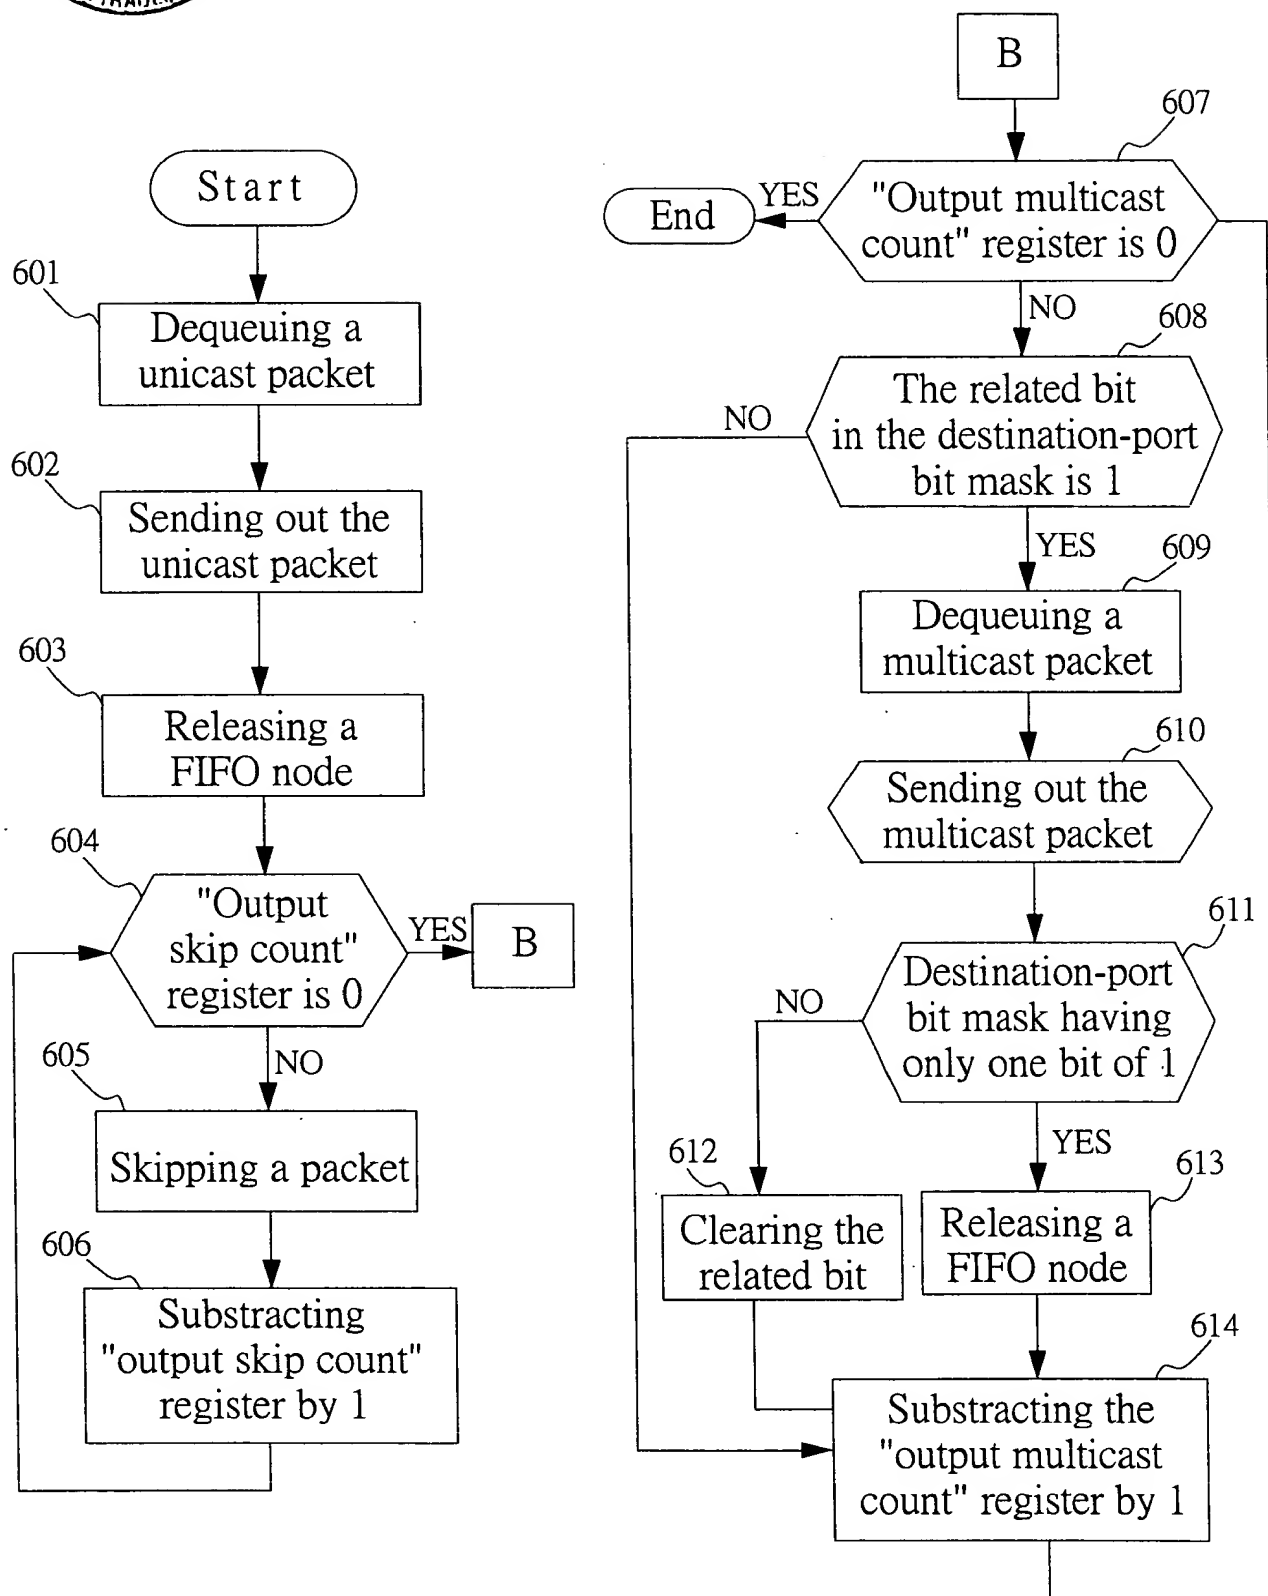 Start
601
Dequeuing a
unicast packet
602
Sending out the
unicast packet
603
Releasing a
FIFO node
604
"Output
skip count"
register is 0
YES
B
NO
605
Skipping a packet
606
Substracting
"output skip count"
register by 1
B
607
"Output multicast
count" register is 0
YES
End
NO
608
The related bit
in the destination-port
bit mask is 1
NO
YES
609
Dequeuing a
multicast packet
610
Sending out the
multicast packet
611
Destination-port
bit mask having
only one bit of 1
NO
YES
612
Clearing the
related bit
613
Releasing a
FIFO node
614
Substracting the
"output multicast
count" register by 1